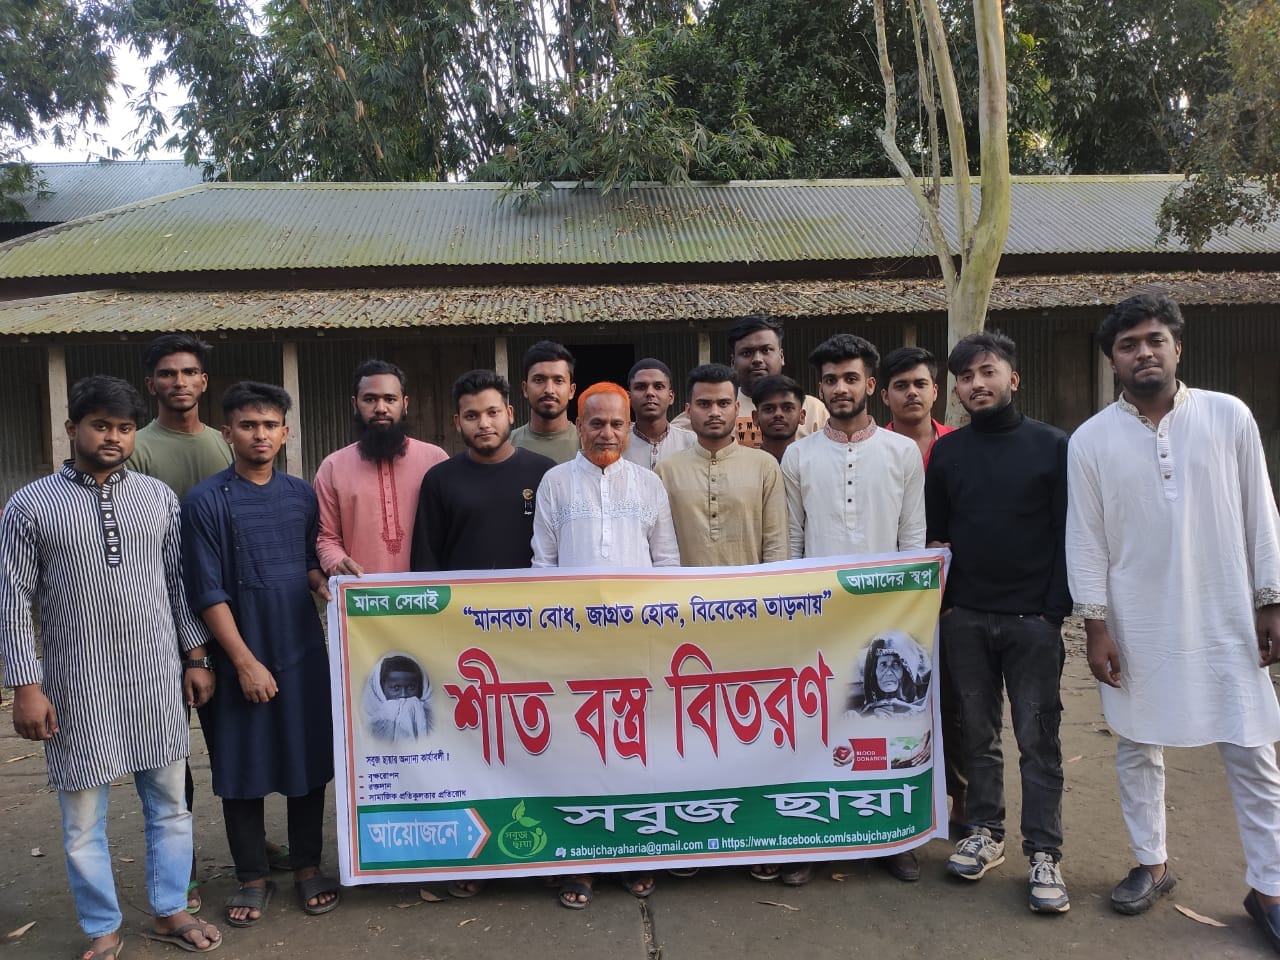 মানব সেবাই
আমাদের স্বপ্ন
“মানবতা বোধ, জাগ্রত হোক, বিবেকের তাড়নায়”
শীত বস্ত্র বিতরণ
সবুজ ছায়ার অন্যান্য কার্যাবলী ।
– বৃক্ষরোপন
– রক্তদান
– সামাজিক প্রতিকুলতার প্রতিরোধ
BLOOD
DONATION
আয়োজনে :
সবুজ
ছায়া
সবুজ ছায়া
sabujchayaharia@gmail.com https://www.facebook.com/sabujchayaharia